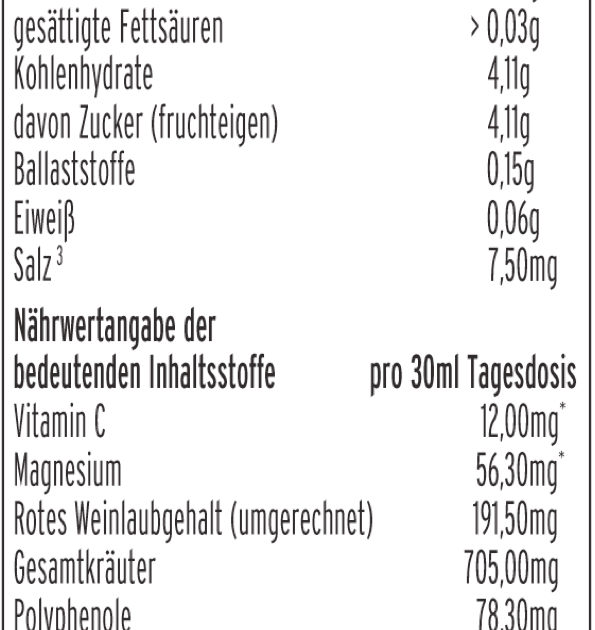 gesättigte Fettsäuren > 0,03g
Kohlenhydrate 4,11g
davon Zucker (fruchteigen) 4,11g
Ballaststoffe 0,15g
Eiweiß 0,06g
Salz ³ 7,50mg
Nährwertangabe der
bedeutenden Inhaltsstoffe pro 30ml Tagesdosis
Vitamin C 12,00mg*
Magnesium 56,30mg*
Rotes Weinlaubgehalt (umgerechnet) 191,50mg
Gesamtkräuter 705,00mg
Polyphenole 78,30mg